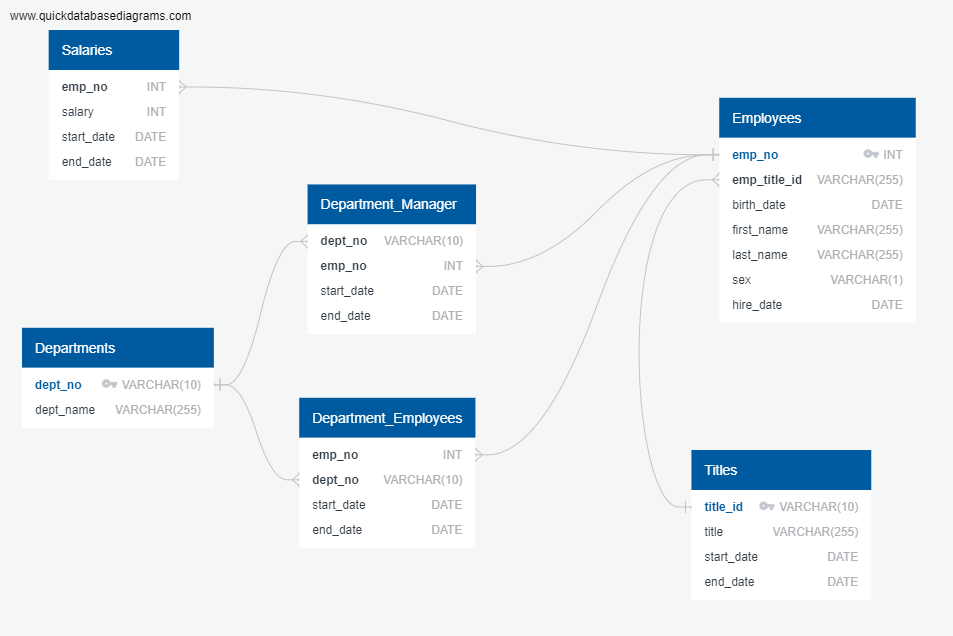 www.quickdatabasediagrams.com
Salaries
emp_no INT
salary INT
start_date DATE
end_date DATE
Employees
emp_no INT
emp_title_id VARCHAR(255)
birth_date DATE
first_name VARCHAR(255)
last_name VARCHAR(255)
sex VARCHAR(1)
hire_date DATE
Department_Manager
dept_no VARCHAR(10)
emp_no INT
start_date DATE
end_date DATE
Departments
dept_no VARCHAR(10)
dept_name VARCHAR(255)
Department_Employees
emp_no INT
dept_no VARCHAR(10)
start_date DATE
end_date DATE
Titles
title_id VARCHAR(10)
title VARCHAR(255)
start_date DATE
end_date DATE